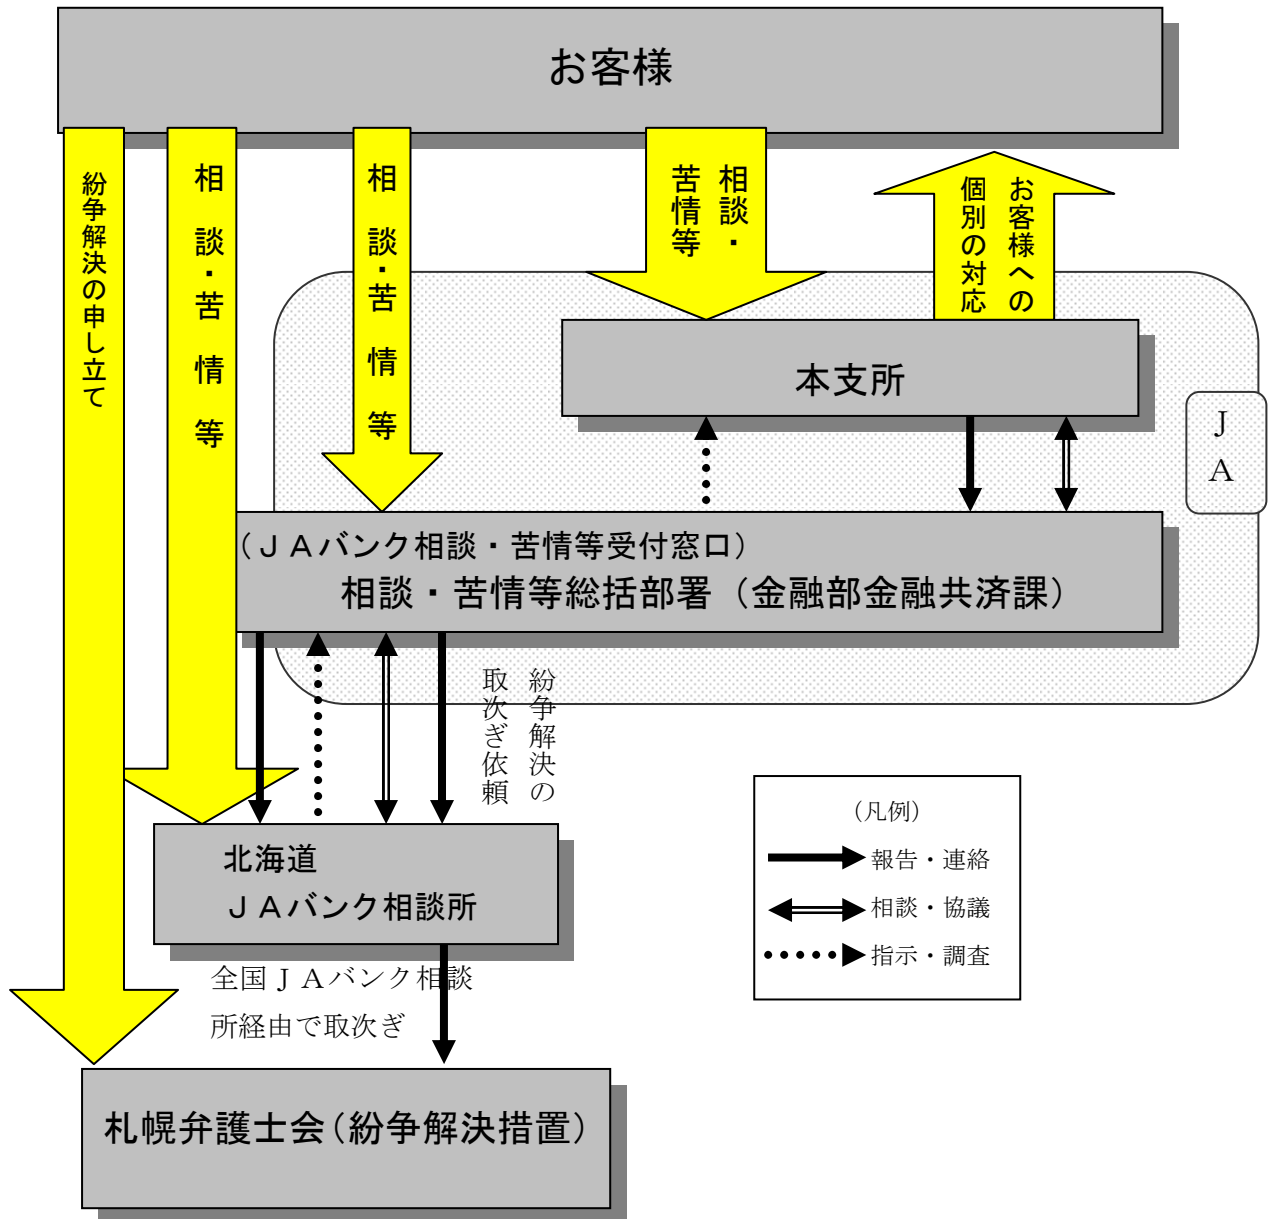 お客様
紛争解決の申し立て
相談・苦情等
相談・苦情等
相談・
苦情等
お客様への
個別の対応
本支所
JA
（ＪＡバンク相談・苦情等受付窓口）
相談・苦情等総括部署（金融部金融共済課）
紛争解決の
取次ぎ依頼
北海道
ＪＡバンク相談所
全国ＪＡバンク相談
所経由で取次ぎ
札幌弁護士会（紛争解決措置）
（凡例）
報告・連絡
相談・協議
指示・調査